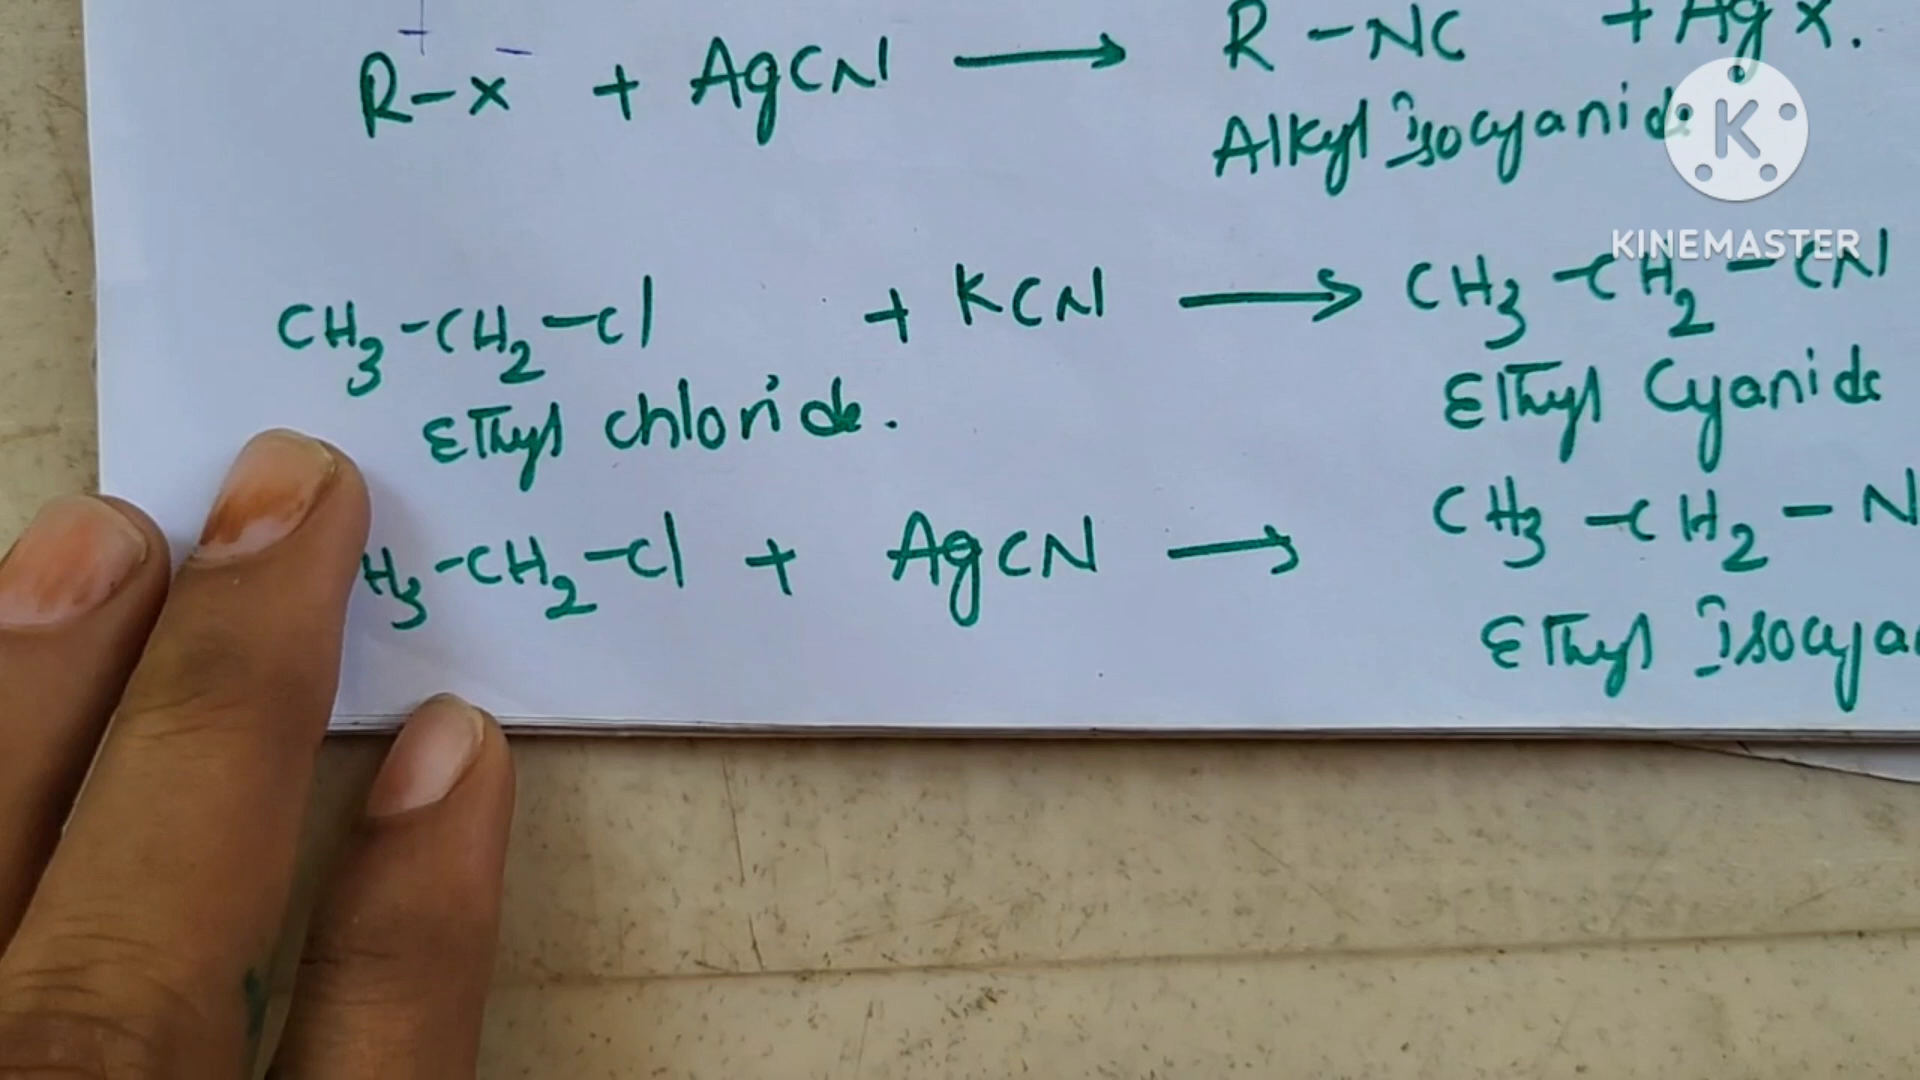 R-x + AgCN → R-NC + Ag x.
Alkyl isocyanide
K
KINEMASTER
CH3-CH2-Cl + KCN → CH3-CH2-CN
Ethyl chloride. Ethyl Cyanide
H3-CH2-Cl + AgCN → CH3-CH2-N
Ethyl Isocya